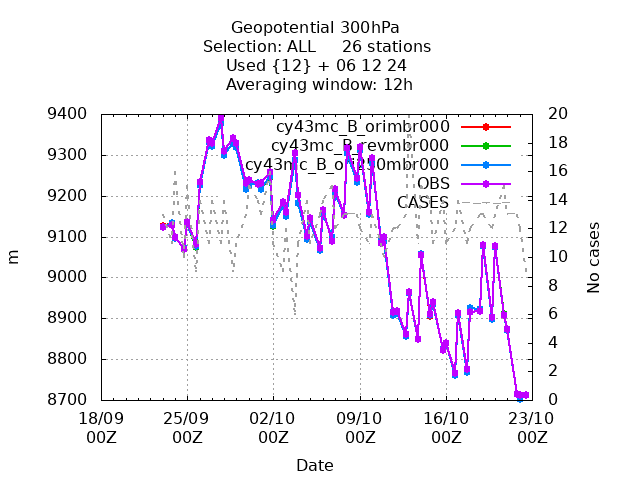 Geopotential 300hPa
Selection: ALL     26 stations
Used {12} + 06 12 24
Averaging window: 12h
cy43mc_B_orimbr000
cy43mc_B_revmbr000
cy43mc_B_ori250mbr000
OBS
CASES
9400
9300
9200
9100
9000
8900
8800
8700
m
20
18
16
14
12
10
8
6
4
2
0
No cases
18/09 25/09 02/10 09/10 16/10 23/10
00Z 00Z 00Z 00Z 00Z 00Z
Date